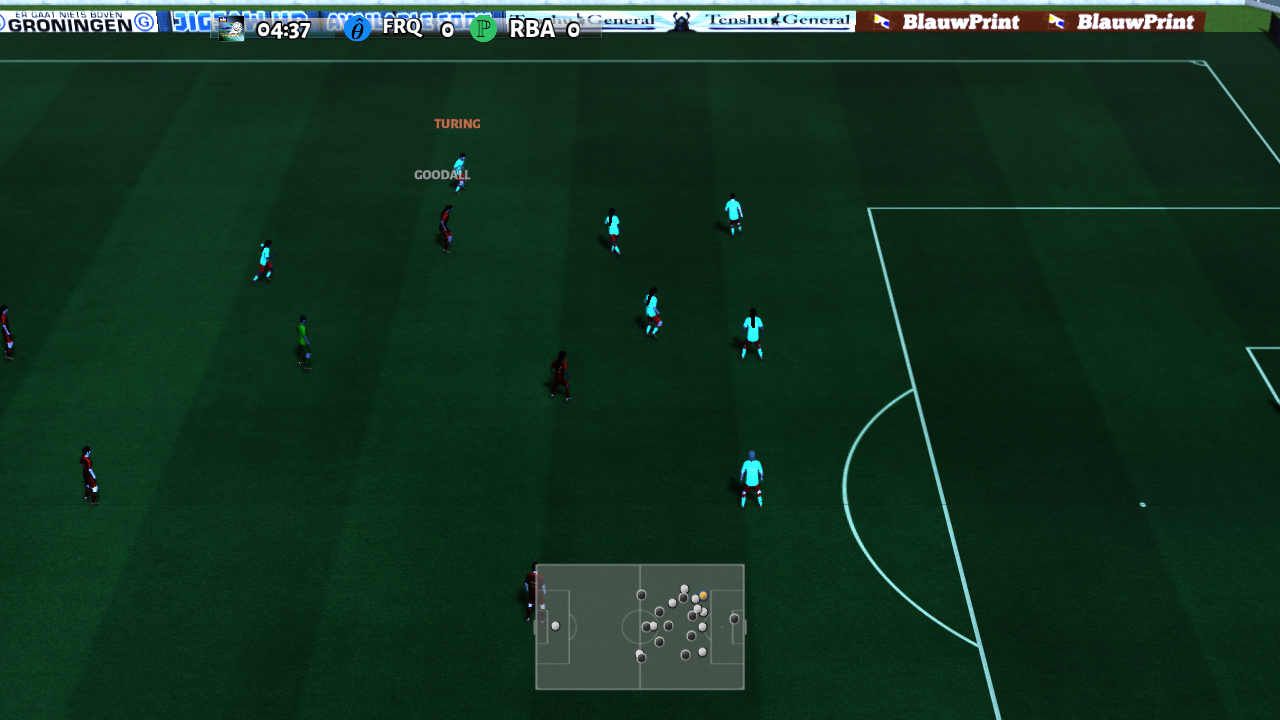 ER GAAT NIETS BOVEN
GRONINGEN G
General Tenshu General
BlauwPrint BlauwPrint
04:37 θ FRQ 0 P RBA 0
TURING
GOODALL